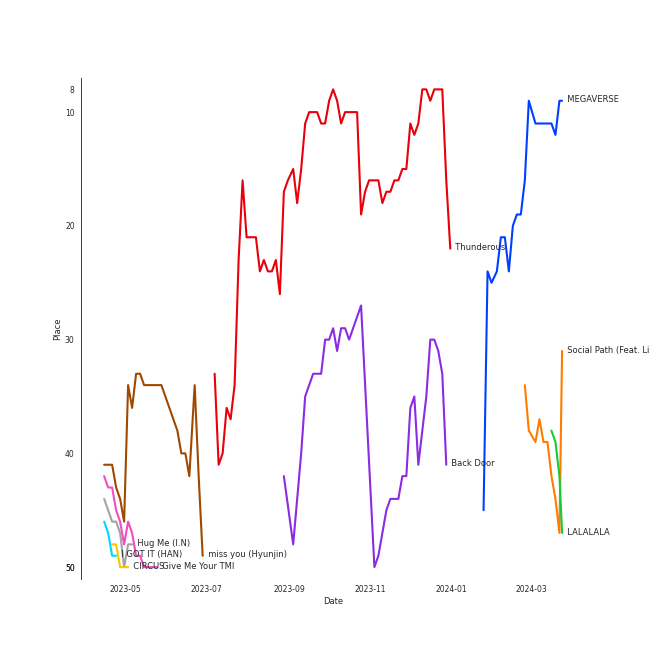 8
10
MEGAVERSE
20
Thunderous
Place
30
Social Path (Feat. Li
40
Back Door
LALALALA
Hug Me (I.N)
I GOT IT (HAN)
miss you (Hyunjin)
CIRCUS
Give Me Your TMI
50
2023-05
2023-07
2023-09
2023-11
2024-01
2024-03
Date